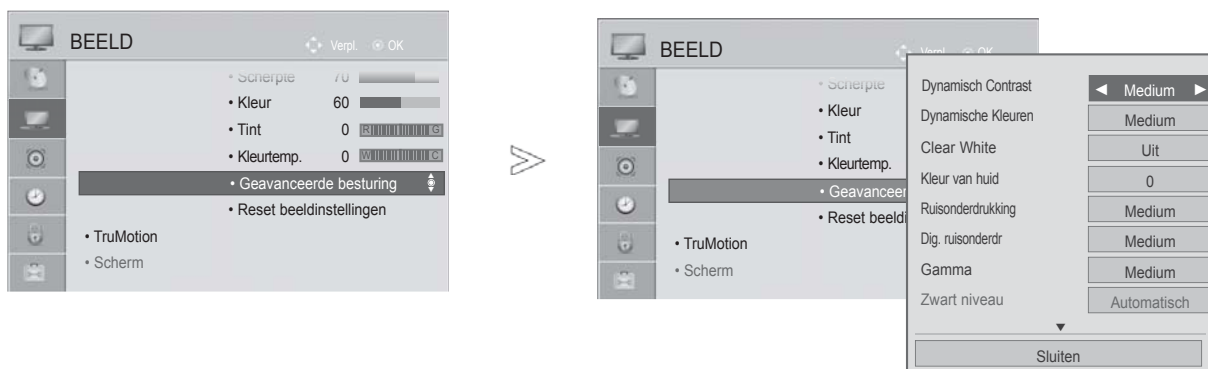 BEELD
Verpl. OK
• Scherpte 70
• Kleur 60
• Tint 0 R G
• Kleurtemp. 0 W C
• Geavanceerde besturing
• Reset beeldinstellingen
• TruMotion
• Scherm
BEELD
Verpl. OK
• Scherpte
• Kleur
• Tint
• Kleurtemp.
• Geavanceer
• Reset beeldi
• TruMotion
• Scherm
Dynamisch Contrast ◄ Medium ►
Dynamische Kleuren Medium
Clear White Uit
Kleur van huid 0
Ruisonderdrukking Medium
Dig. ruisonderdr Medium
Gamma Medium
Zwart niveau Automatisch
▼
Sluiten